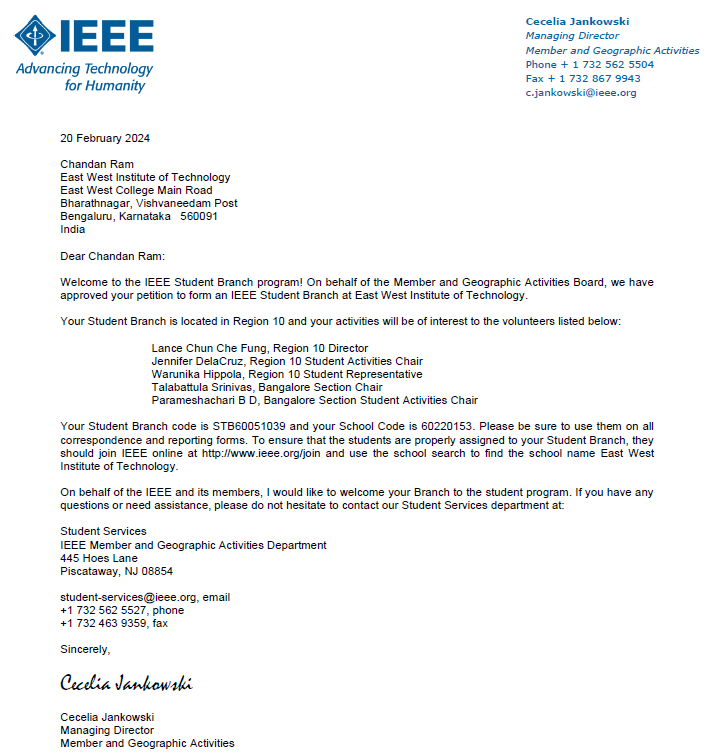 IEEE
Advancing Technology
for Humanity
Cecelia Jankowski
Managing Director
Member and Geographic Activities
Phone + 1 732 562 5504
Fax + 1 732 867 9943
c.jankowski@ieee.org
20 February 2024
Chandan Ram
East West Institute of Technology
East West College Main Road
Bharathnagar, Vishvaneedam Post
Bengaluru, Karnataka   560091
India
Dear Chandan Ram:
Welcome to the IEEE Student Branch program! On behalf of the Member and Geographic Activities Board, we have
approved your petition to form an IEEE Student Branch at East West Institute of Technology.
Your Student Branch is located in Region 10 and your activities will be of interest to the volunteers listed below:
Lance Chun Che Fung, Region 10 Director
Jennifer DelaCruz, Region 10 Student Activities Chair
Warunika Hippola, Region 10 Student Representative
Talabattula Srinivas, Bangalore Section Chair
Parameshachari B D, Bangalore Section Student Activities Chair
Your Student Branch code is STB60051039 and your School Code is 60220153. Please be sure to use them on all
correspondence and reporting forms. To ensure that the students are properly assigned to your Student Branch, they
should join IEEE online at http://www.ieee.org/join and use the school search to find the school name East West
Institute of Technology.
On behalf of the IEEE and its members, I would like to welcome your Branch to the student program. If you have any
questions or need assistance, please do not hesitate to contact our Student Services department at:
Student Services
IEEE Member and Geographic Activities Department
445 Hoes Lane
Piscataway, NJ 08854
student-services@ieee.org, email
+1 732 562 5527, phone
+1 732 463 9359, fax
Sincerely,
Cecelia Jankowski
Cecelia Jankowski
Managing Director
Member and Geographic Activities